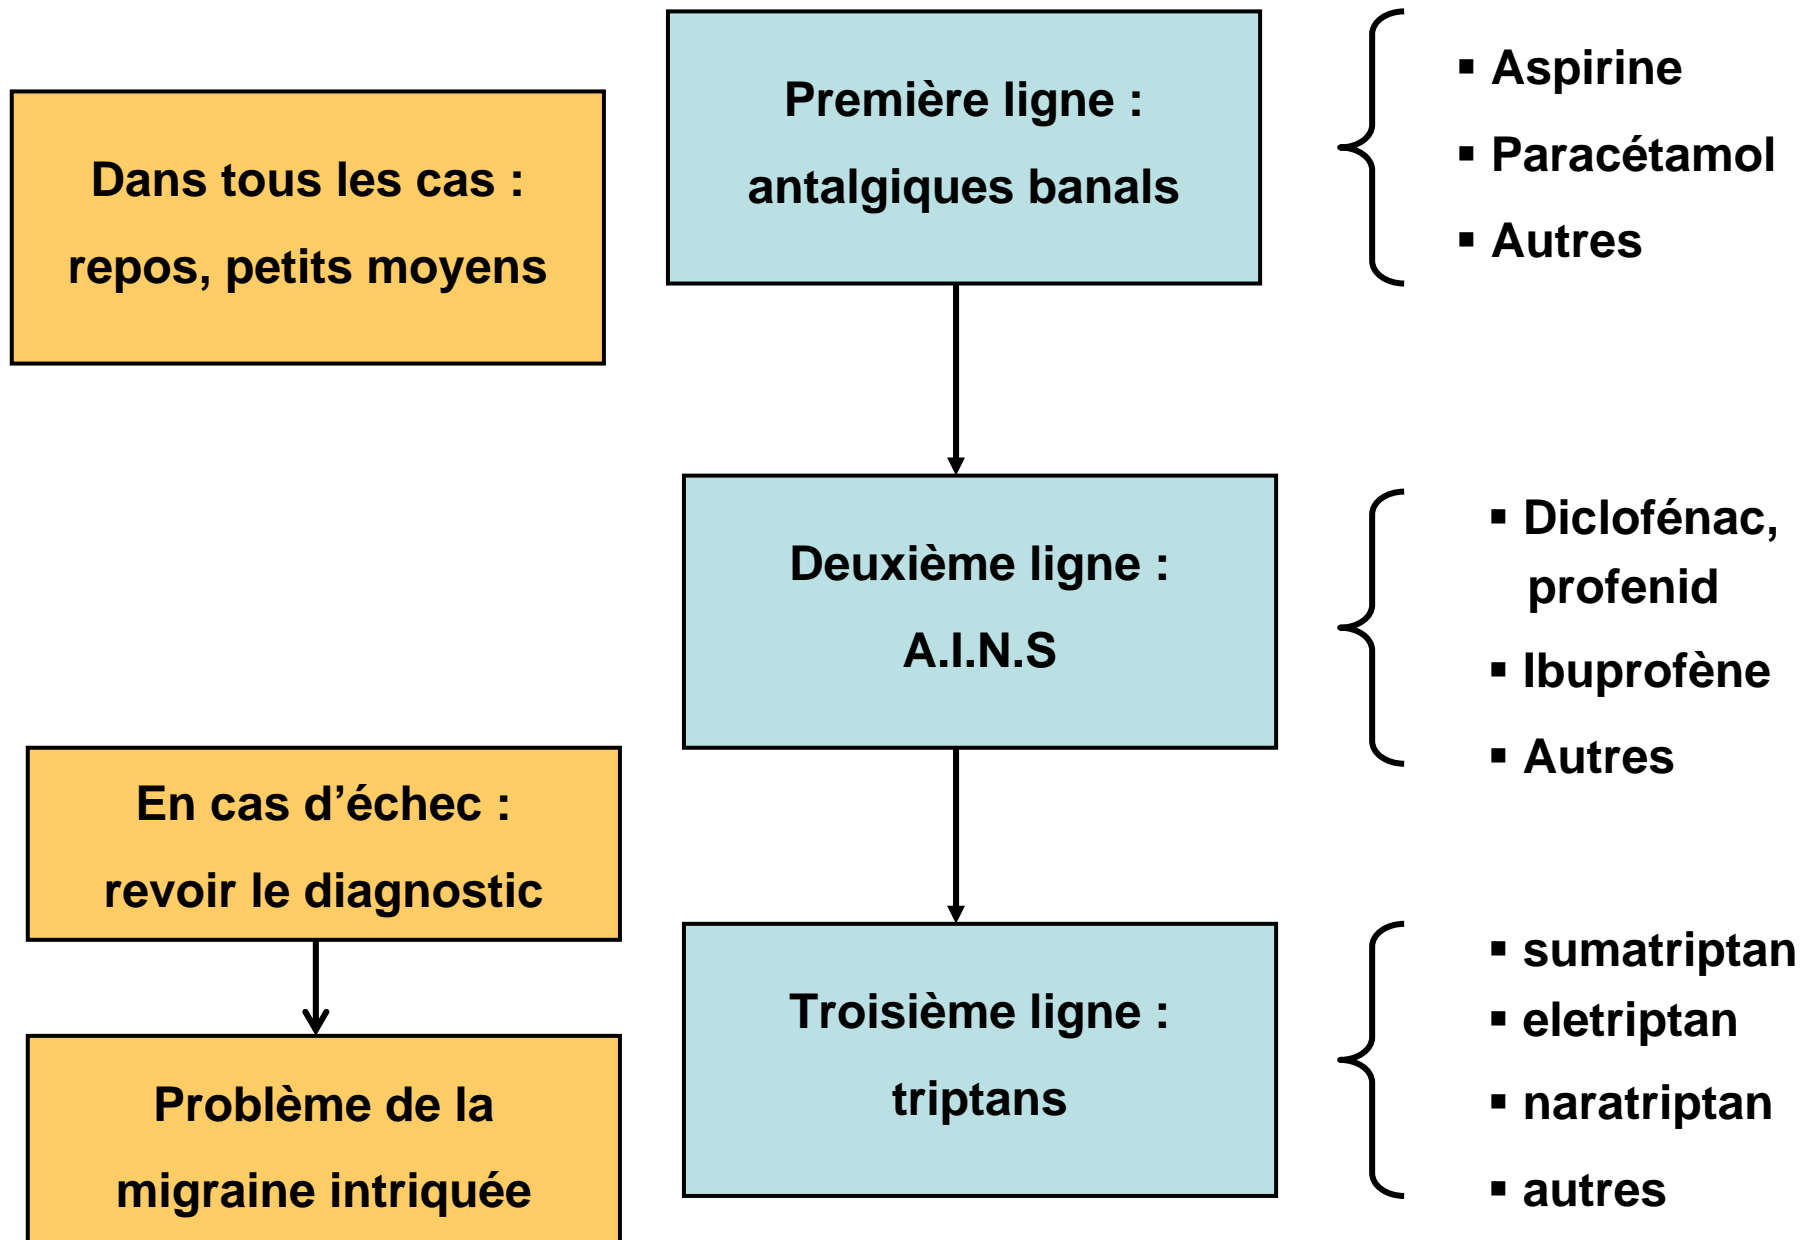 Dans tous les cas :
repos, petits moyens
Première ligne :
antalgiques banals
▪ Aspirine
▪ Paracétamol
▪ Autres
Deuxième ligne :
A.I.N.S
▪ Diclofénac,
profenid
▪ Ibuprofène
▪ Autres
En cas d’échec :
revoir le diagnostic
Problème de la
migraine intriquée
Troisième ligne :
triptans
▪ sumatriptan
▪ eletriptan
▪ naratriptan
▪ autres